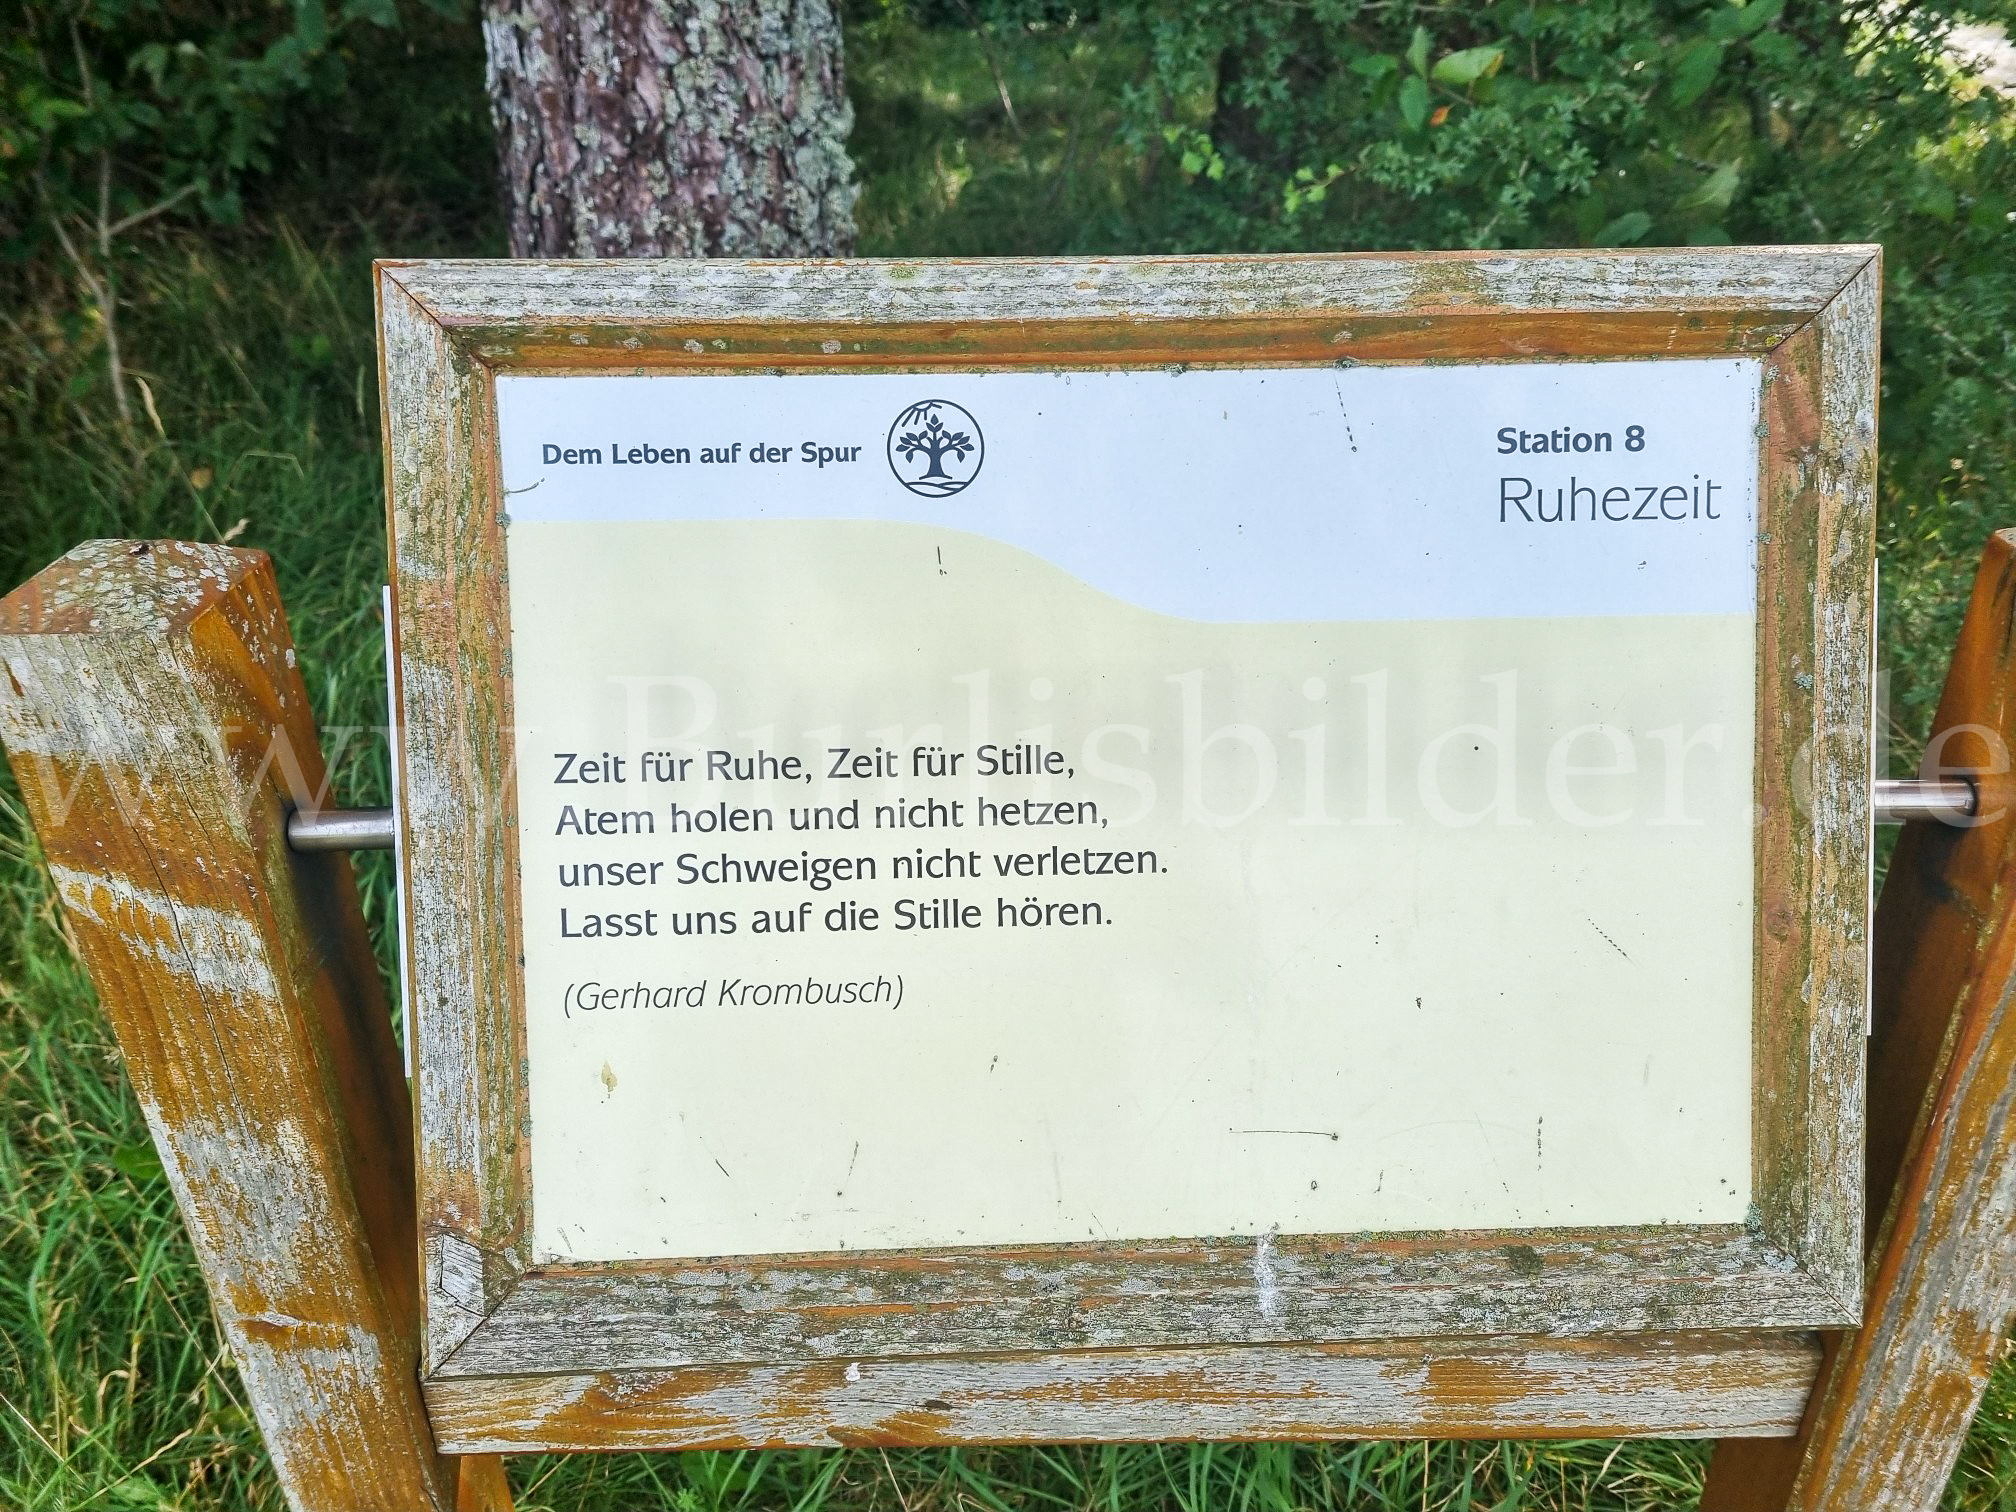 Dem Leben auf der Spur
Station 8
Ruhezeit
www.Burlisbilder.de
Zeit für Ruhe, Zeit für Stille,
Atem holen und nicht hetzen,
unser Schweigen nicht verletzen.
Lasst uns auf die Stille hören.
(Gerhard Krombusch)